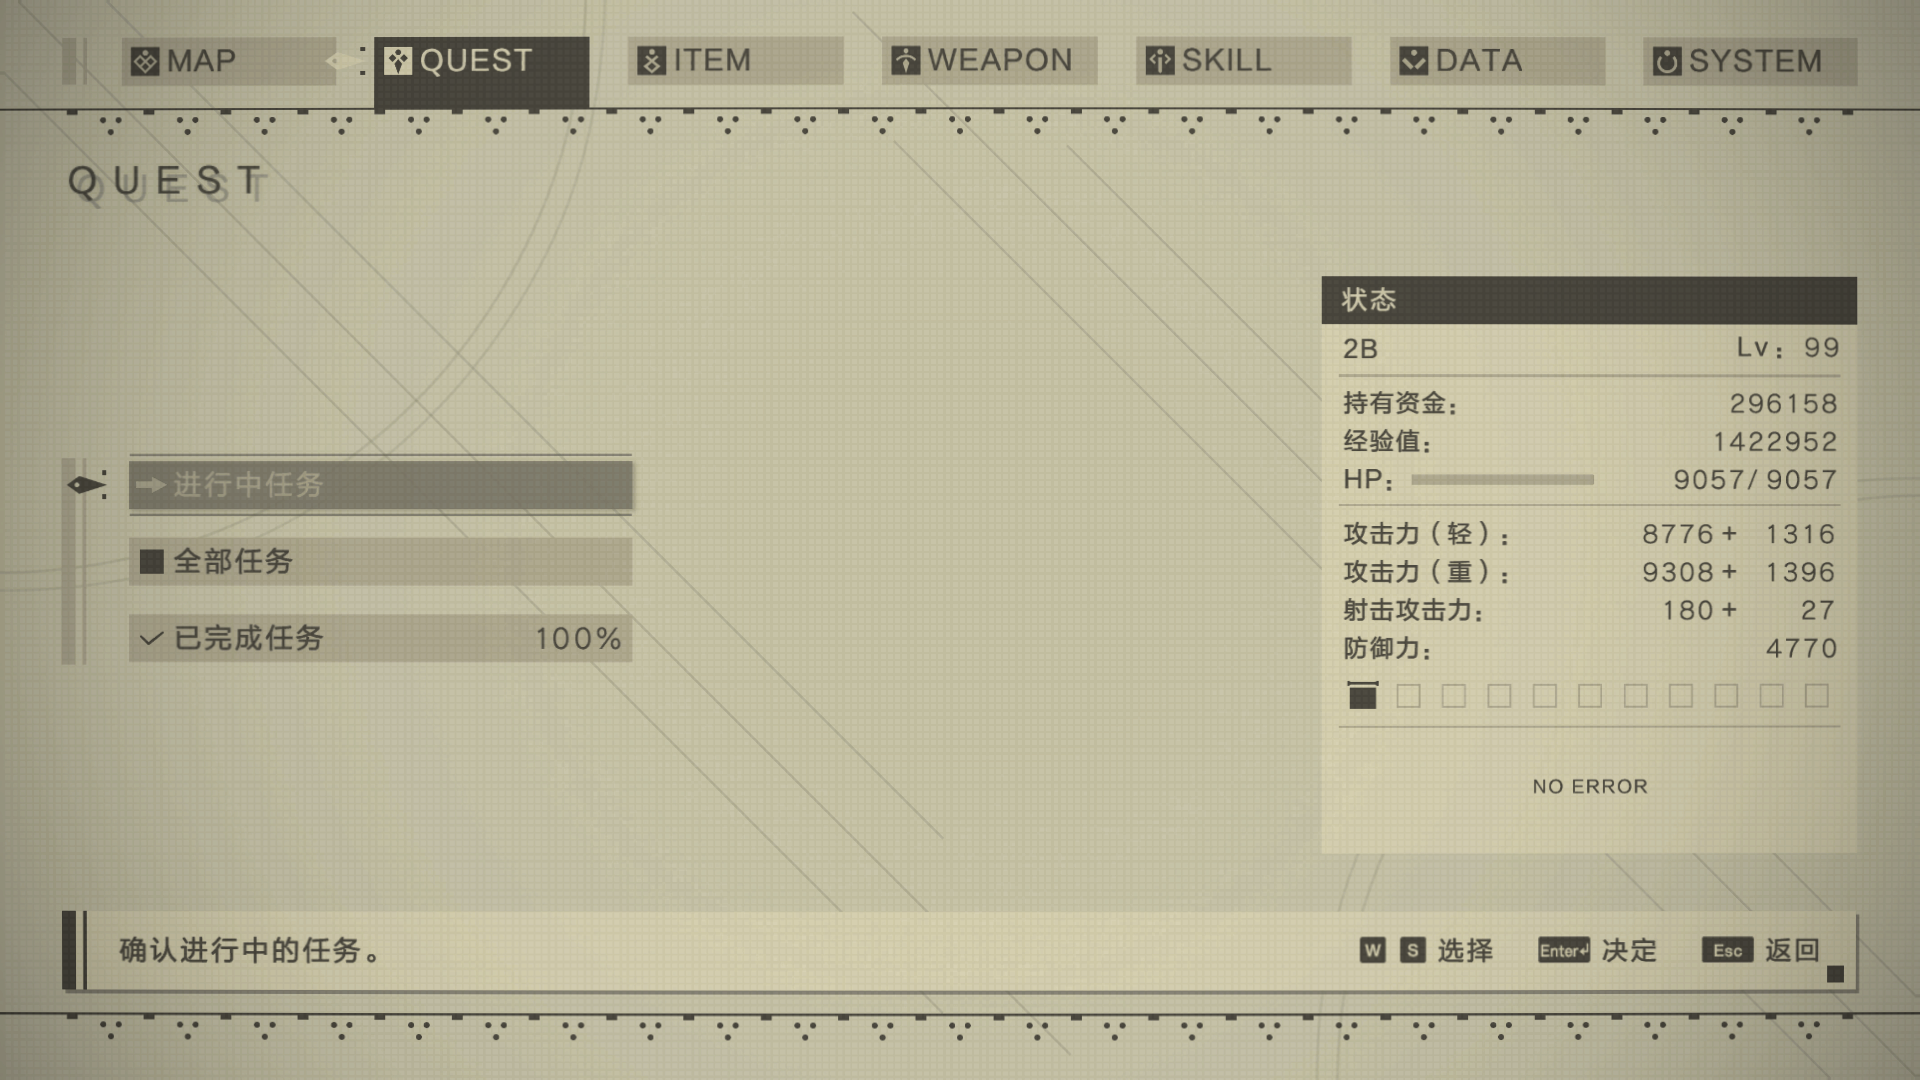 MAP QUEST ITEM WEAPON SKILL DATA SYSTEM
QUEST
进行中任务
全部任务
已完成任务 100%
状态
2B Lv：99
持有资金：296158
经验值：1422952
HP：9057/9057
攻击力（轻）：8776+ 1316
攻击力（重）：9308+ 1396
射击攻击力：180+ 27
防御力：4770
NO ERROR
确认进行中的任务。
W S 选择 Enter↵ 决定 Esc 返回